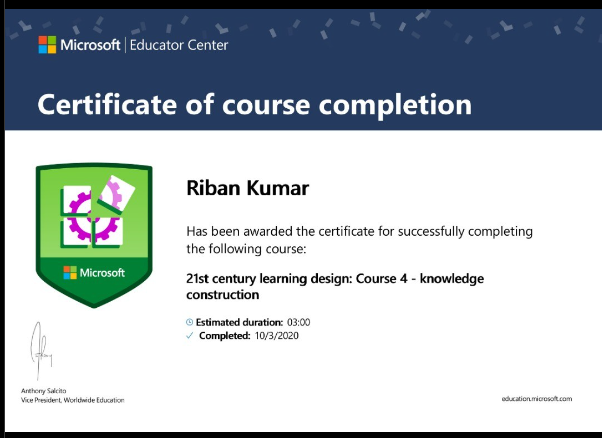 Microsoft | Educator Center
Certificate of course completion
Riban Kumar
Has been awarded the certificate for successfully completing
the following course:
21st century learning design: Course 4 - knowledge
construction
Microsoft
Estimated duration: 03:00
Completed: 10/3/2020
Anthony Salcito
Vice President, Worldwide Education
education.microsoft.com